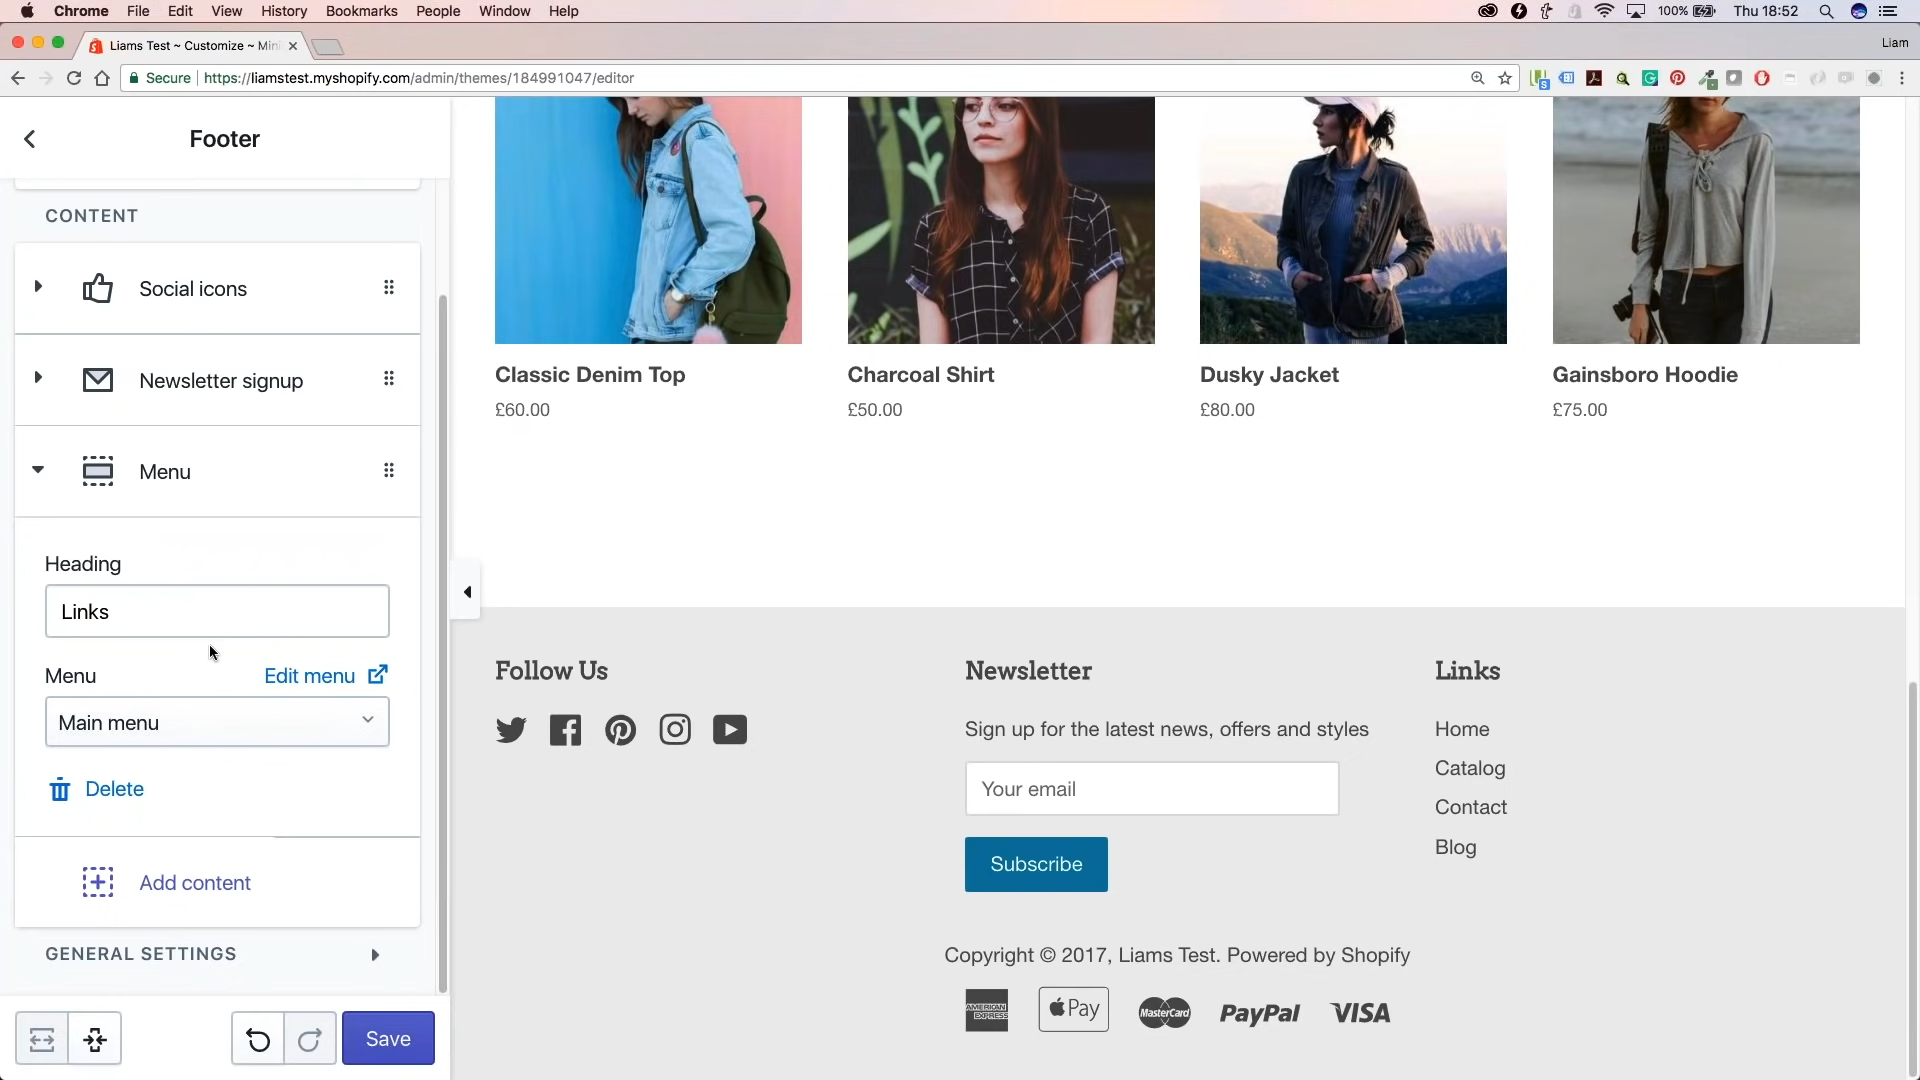 Chrome File Edit View History Bookmarks People Window Help
100% Thu 18:52
Liams Test ~ Customize ~ Min
Liam
Secure https://liamstest.myshopify.com/admin/themes/184991047/editor
Footer
CONTENT
Social icons
Newsletter signup
Menu
Heading
Links
Menu Edit menu
Main menu
Delete
Add content
GENERAL SETTINGS
Save
Classic Denim Top
£60.00
Charcoal Shirt
£50.00
Dusky Jacket
£80.00
Gainsboro Hoodie
£75.00
Follow Us
Newsletter
Sign up for the latest news, offers and styles
Your email
Subscribe
Links
Home
Catalog
Contact
Blog
Copyright © 2017, Liams Test. Powered by Shopify
AMERICAN EXPRESS Pay MasterCard PayPal VISA